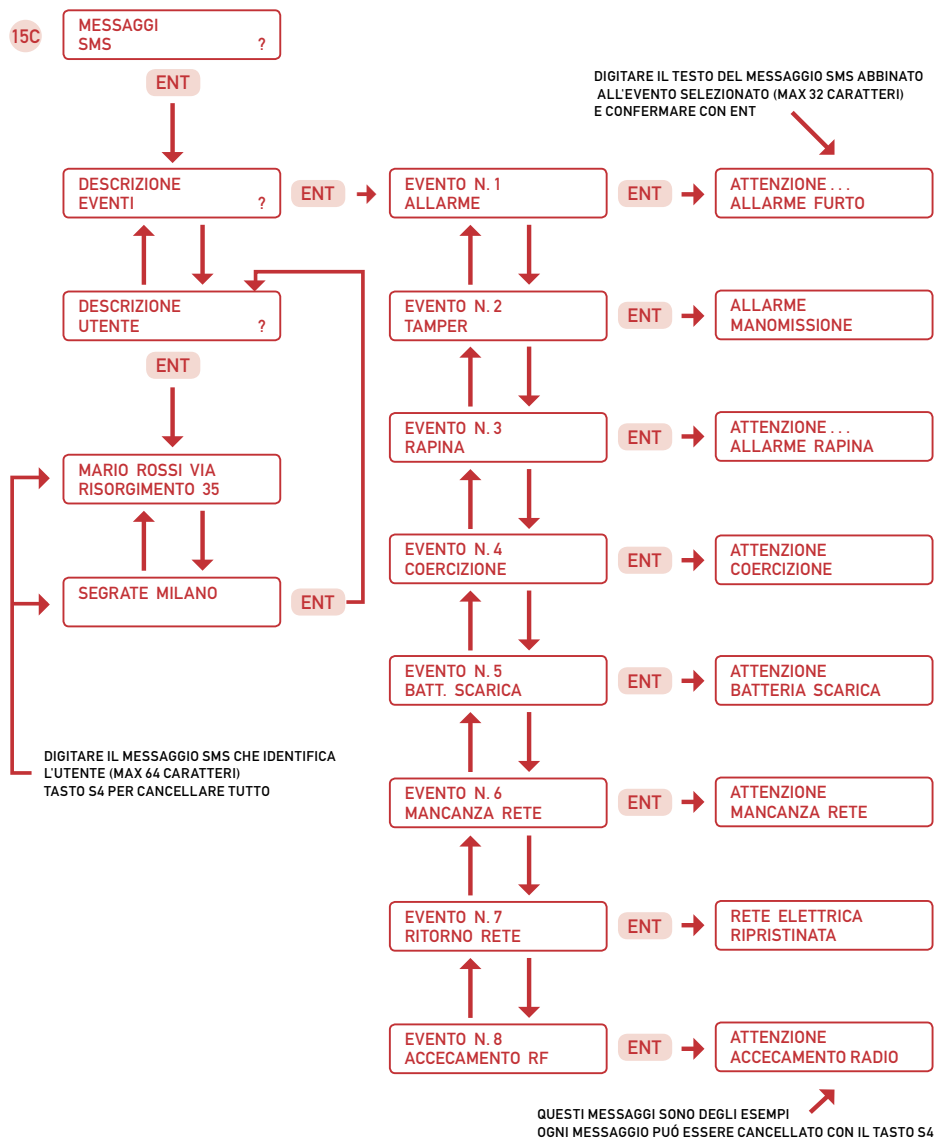 15C
MESSAGGI
SMS ?
ENT
DIGITARE IL TESTO DEL MESSAGGIO SMS ABBINATO
ALL'EVENTO SELEZIONATO (MAX 32 CARATTERI)
E CONFERMARE CON ENT
DESCRIZIONE
EVENTI ?
ENT
EVENTO N. 1
ALLARME
ENT
ATTENZIONE...
ALLARME FURTO
DESCRIZIONE
UTENTE ?
ENT
EVENTO N. 2
TAMPER
ENT
ALLARME
MANOMISSIONE
EVENTO N. 3
RAPINA
ENT
ATTENZIONE...
ALLARME RAPINA
MARIO ROSSI VIA
RISORGIMENTO 35
EVENTO N. 4
COERCIZIONE
ENT
ATTENZIONE
COERCIZIONE
SEGRATE MILANO
ENT
EVENTO N. 5
BATT. SCARICA
ENT
ATTENZIONE
BATTERIA SCARICA
DIGITARE IL MESSAGGIO SMS CHE IDENTIFICA
L'UTENTE (MAX 64 CARATTERI)
TASTO S4 PER CANCELLARE TUTTO
EVENTO N. 6
MANCANZA RETE
ENT
ATTENZIONE
MANCANZA RETE
EVENTO N. 7
RITORNO RETE
ENT
RETE ELETTRICA
RIPRISTINATA
EVENTO N. 8
ACCECAMENTO RF
ENT
ATTENZIONE
ACCECAMENTO RADIO
QUESTI MESSAGGI SONO DEGLI ESEMPI
OGNI MESSAGGIO PUÓ ESSERE CANCELLATO CON IL TASTO S4